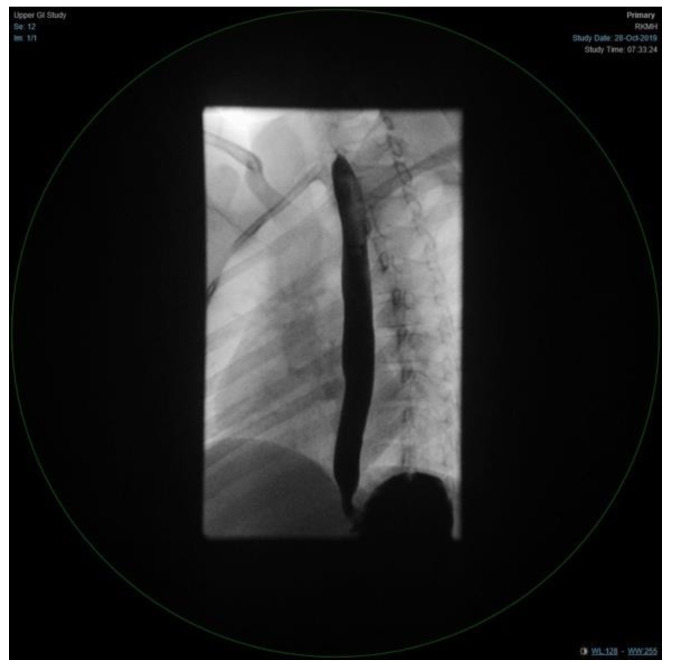 Upper GI Study
Se: 12
Im: 1/1
Primary
RKMH
Study Date: 28-Oct-2019
Study Time: 07:33:24
WL:128 - WW:255